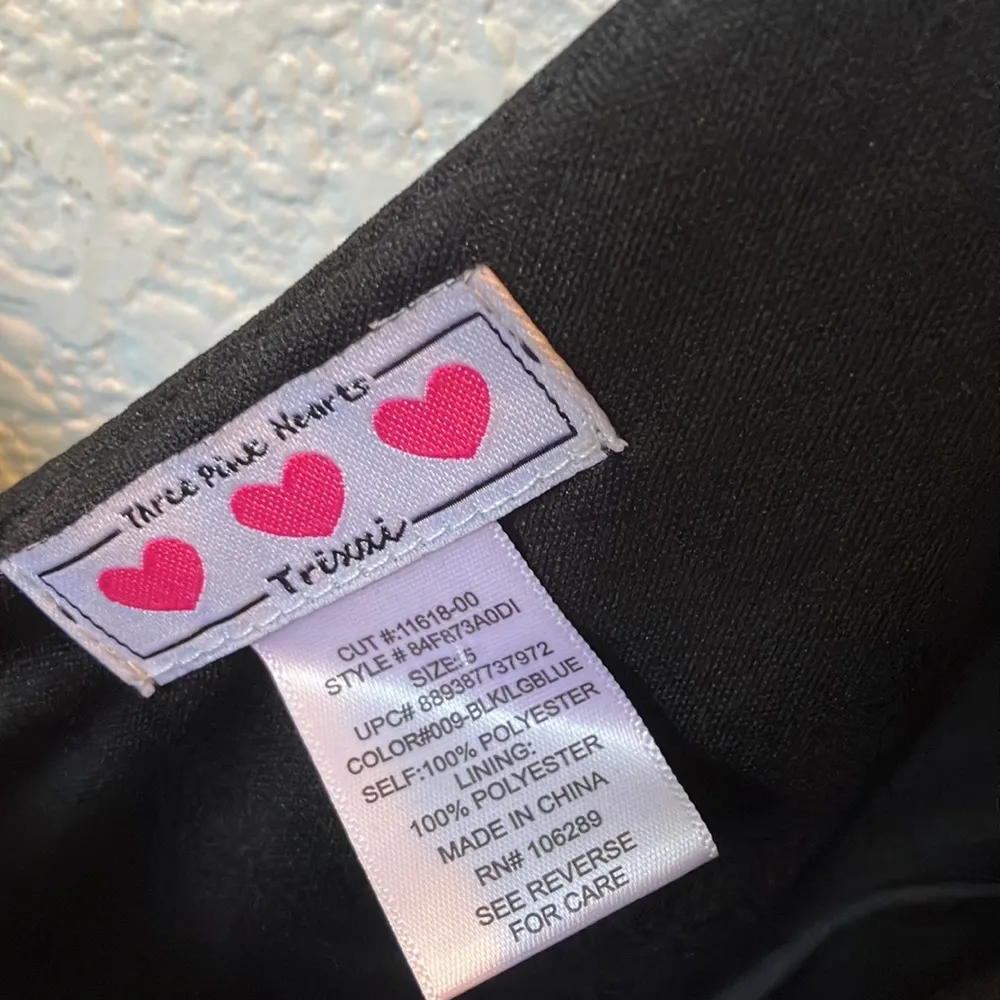 Three Pink Hearts
Trixxi
CUT #:11618-00
STYLE # 84F873A0DI
SIZE:5
UPC# 889387737972
COLOR#009-BLK/LGBLUE
SELF:100% POLYESTER
LINING:
100% POLYESTER
MADE IN CHINA
RN# 106289
SEE REVERSE
FOR CARE